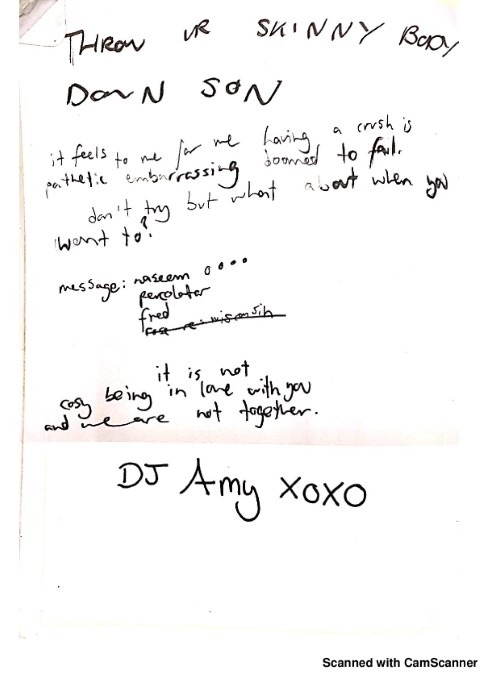 THROW UR SKINNY BODY
DOWN SON
it feels to me for me having a crush is
pathetic embarrassing doomed to fail.
don't try but what about when you
want to?
message: naseem
percolater
fred
it is not
cosy being in love with you
and we are not together.
DJ Amy XOXO
Scanned with CamScanner